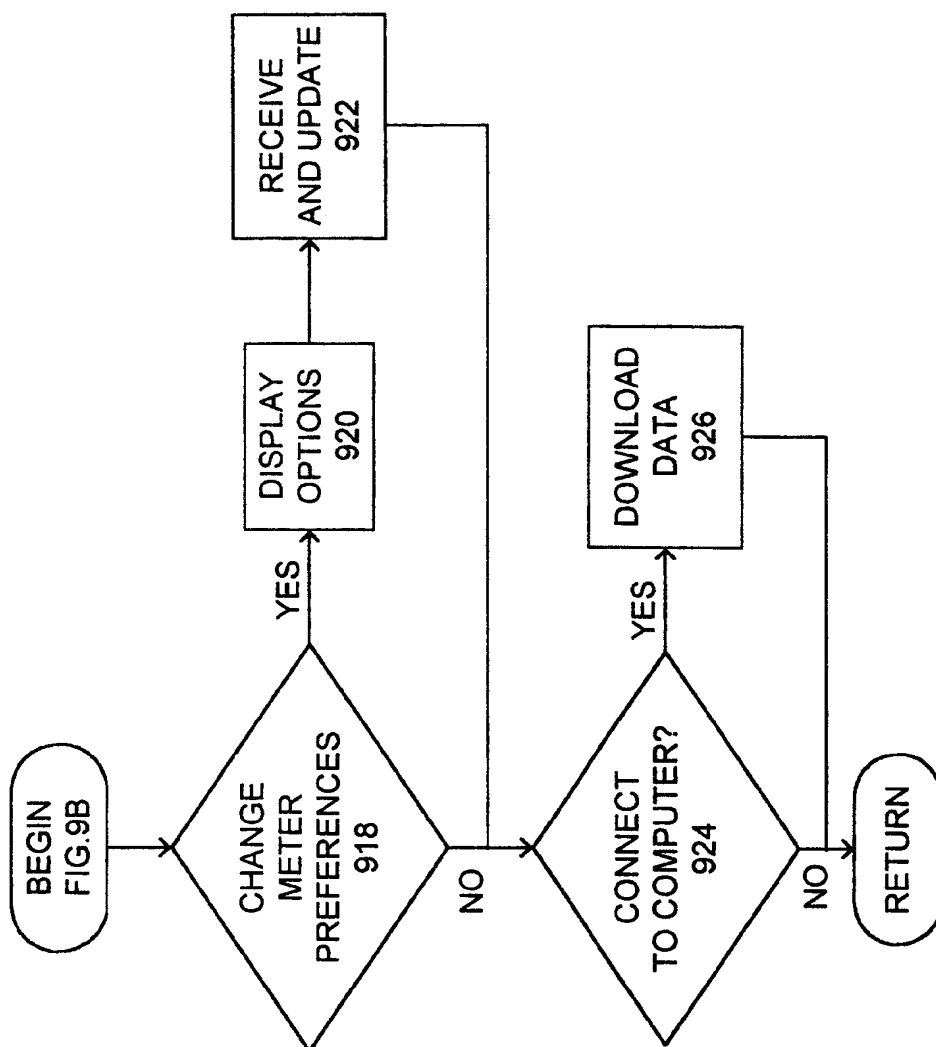 BEGIN
FIG.9B
CHANGE
METER
PREFERENCES
918
YES
DISPLAY
OPTIONS
920
RECEIVE
AND UPDATE
922
NO
CONNECT
TO COMPUTER?
924
YES
DOWNLOAD
DATA
926
NO
RETURN